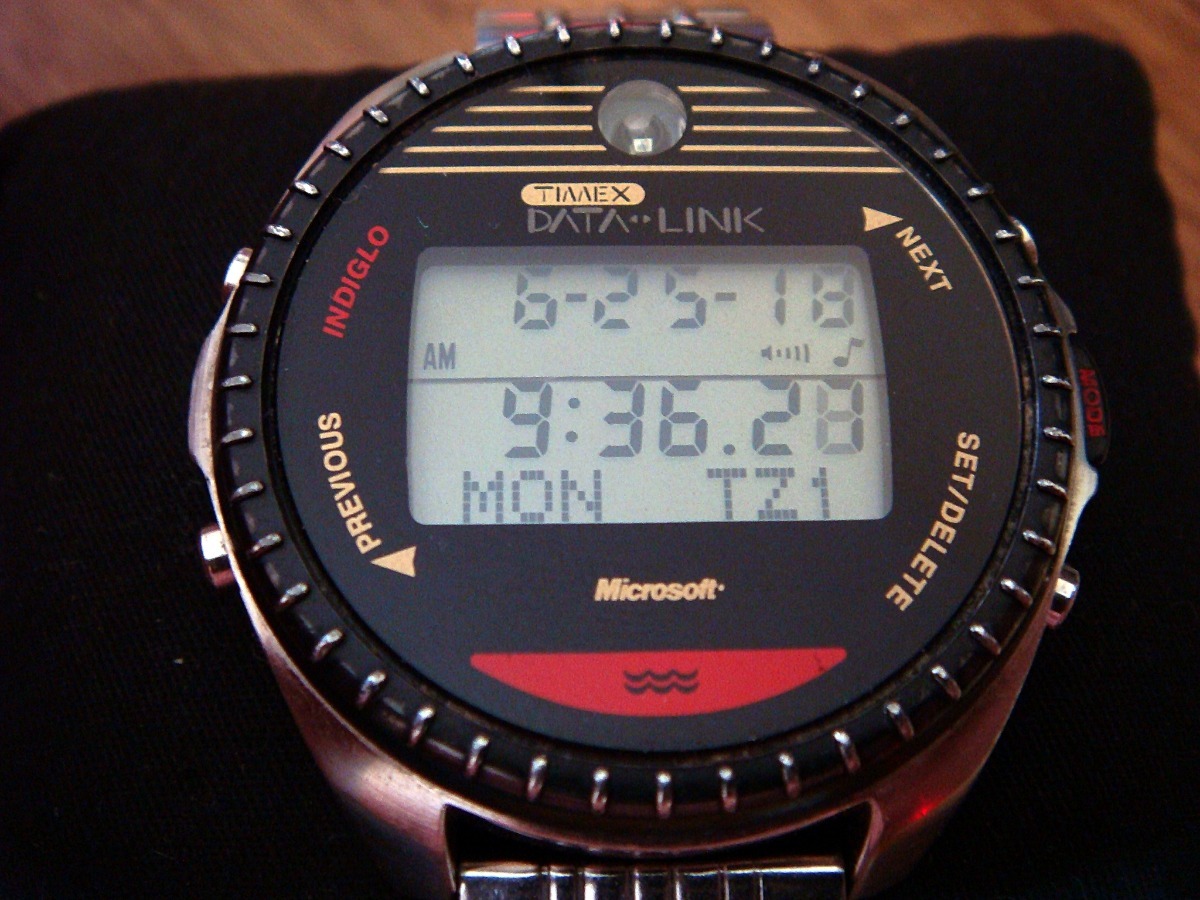 TIMEX
DATA LINK
INDIGLO
NEXT
6-25-18
AM
9:36.28
MON TZ1
PREVIOUS
SET/DELETE
MODE
Microsoft